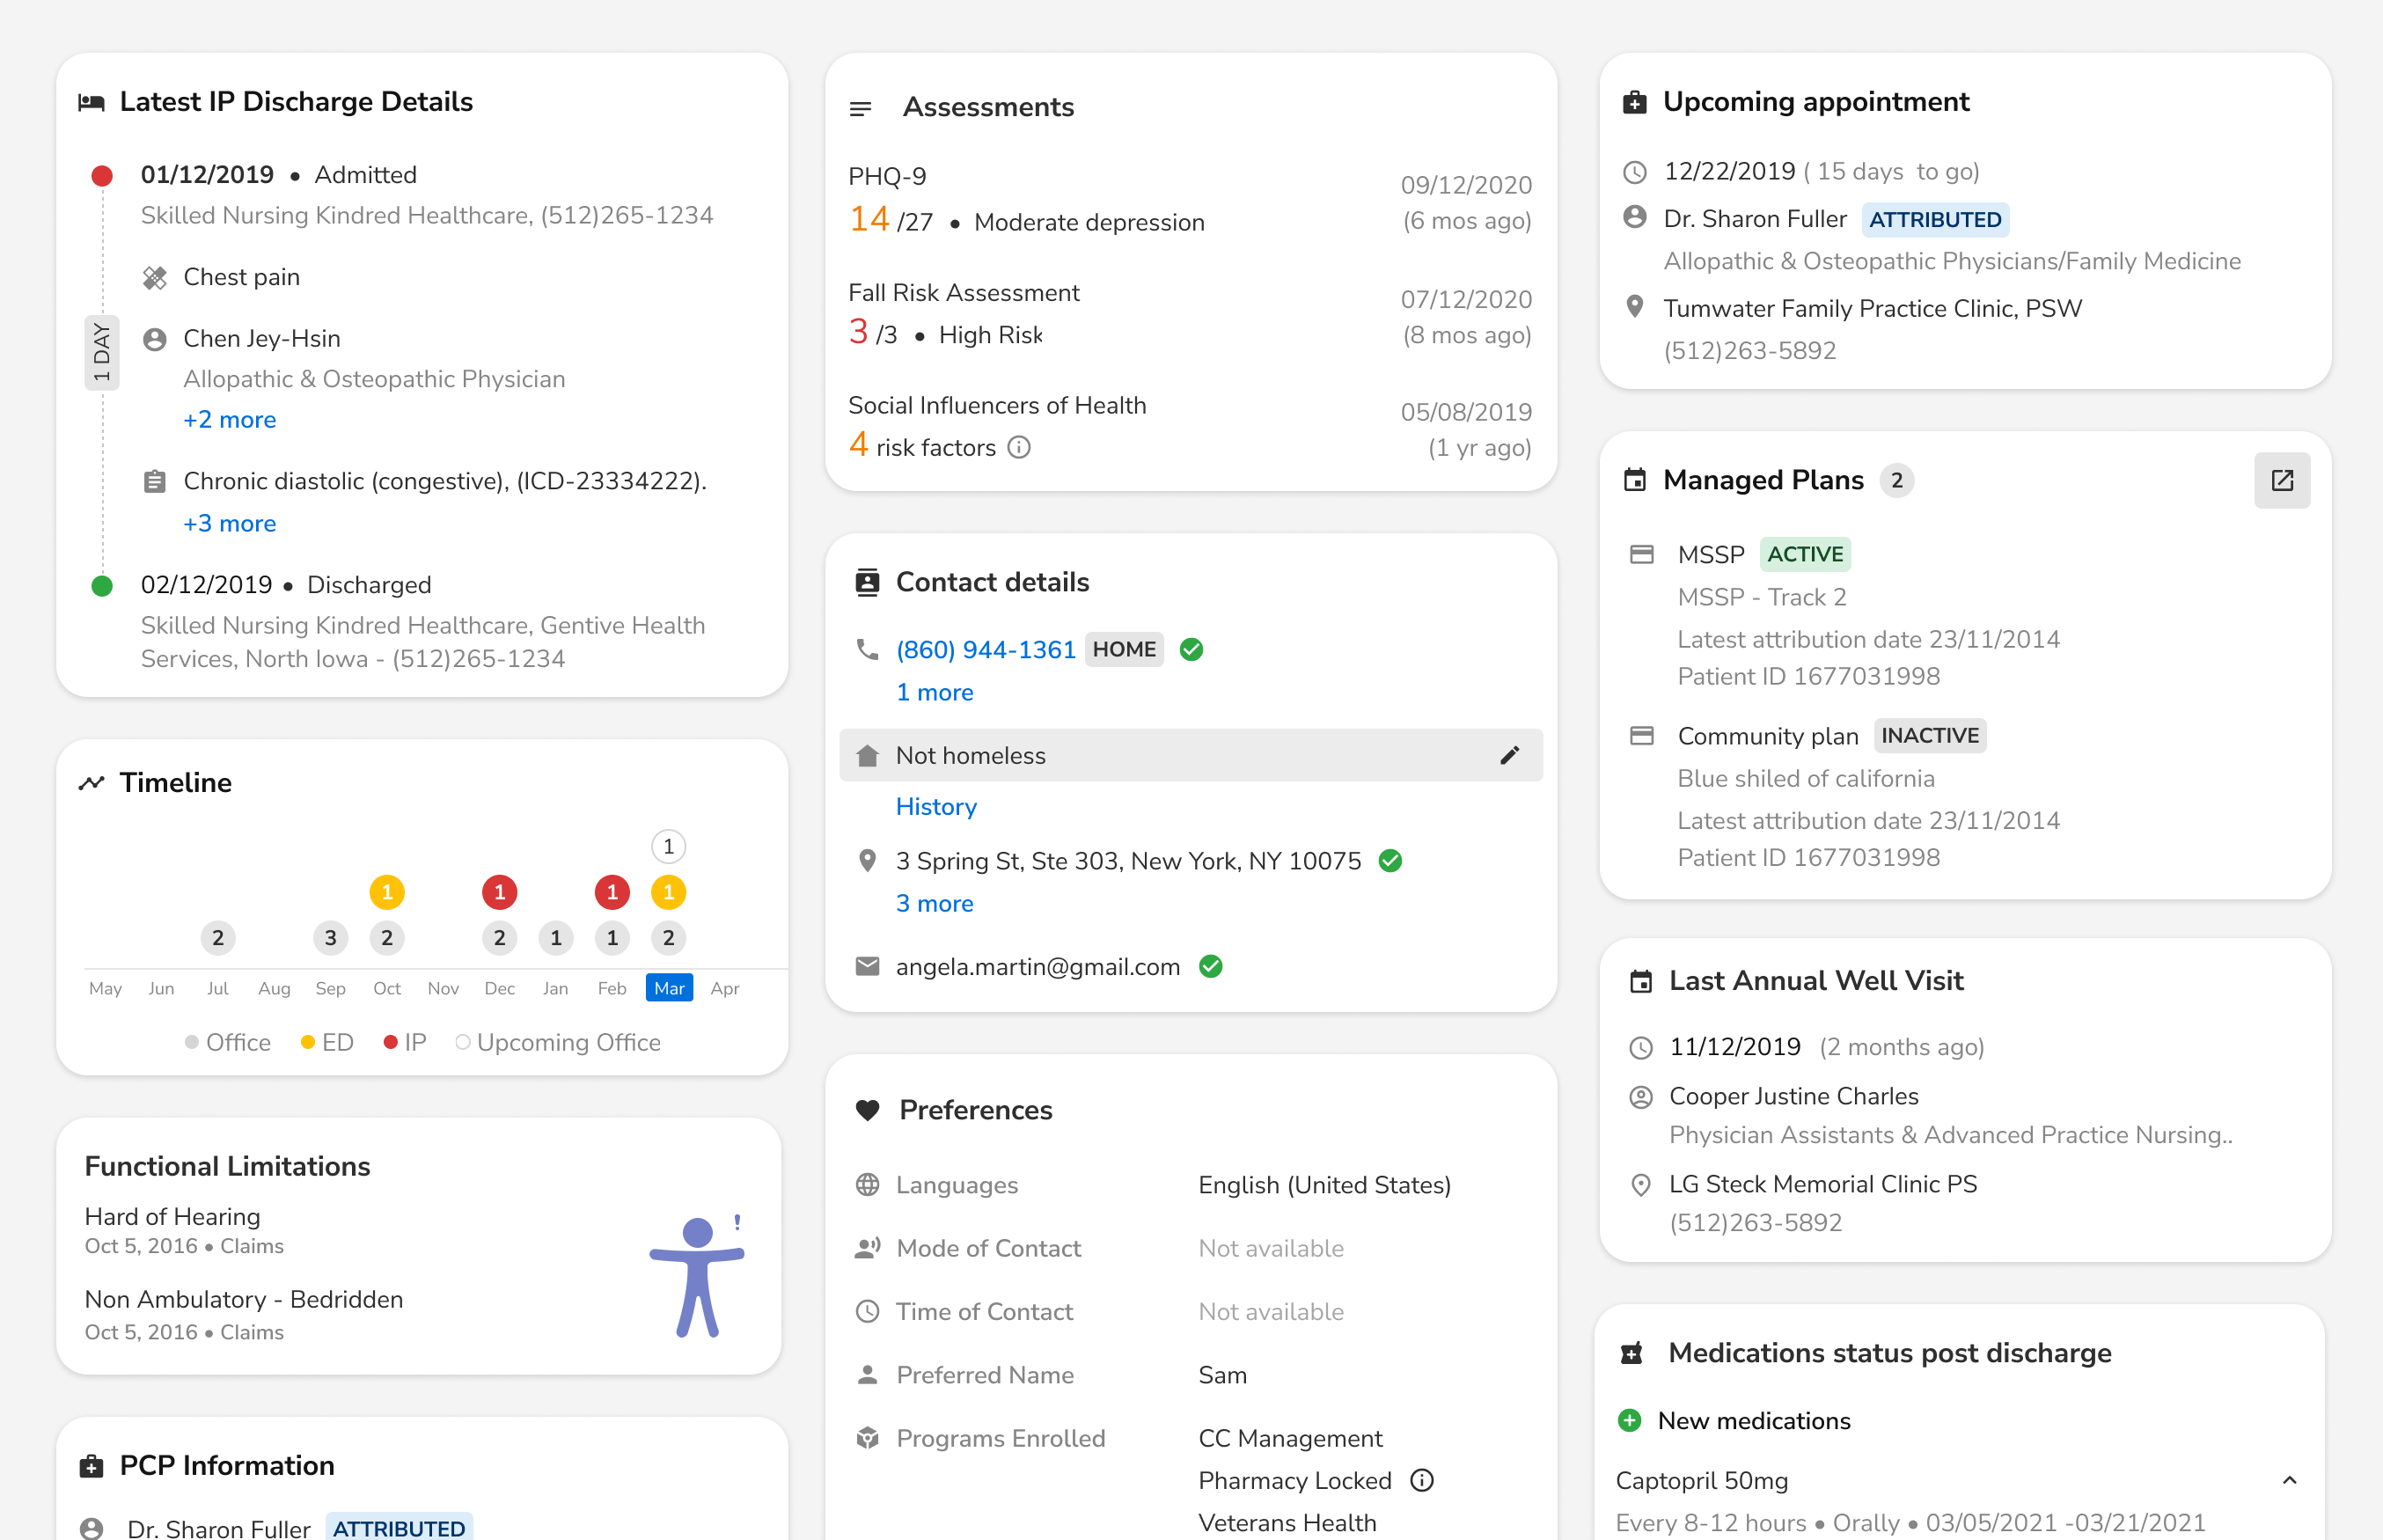 Latest IP Discharge Details
01/12/2019 • Admitted
Skilled Nursing Kindred Healthcare, (512)265-1234
Chest pain
1 DAY
Chen Jey-Hsin
Allopathic & Osteopathic Physician
+2 more
Chronic diastolic (congestive), (ICD-23334222).
+3 more
02/12/2019 • Discharged
Skilled Nursing Kindred Healthcare, Gentive Health
Services, North Iowa - (512)265-1234
Timeline
1
1 1 1 1
2 3 2 2 1 1 2
May Jun Jul Aug Sep Oct Nov Dec Jan Feb Mar Apr
Office ED IP Upcoming Office
Functional Limitations
Hard of Hearing
Oct 5, 2016 • Claims
Non Ambulatory - Bedridden
Oct 5, 2016 • Claims
PCP Information
Dr. Sharon Fuller ATTRIBUTED
Assessments
PHQ-9
09/12/2020
14 /27 • Moderate depression
(6 mos ago)
Fall Risk Assessment
07/12/2020
3 /3 • High Risk
(8 mos ago)
Social Influencers of Health
05/08/2019
4 risk factors
(1 yr ago)
Contact details
(860) 944-1361 HOME
1 more
Not homeless
History
3 Spring St, Ste 303, New York, NY 10075
3 more
angela.martin@gmail.com
Preferences
Languages English (United States)
Mode of Contact Not available
Time of Contact Not available
Preferred Name Sam
Programs Enrolled CC Management
Pharmacy Locked
Veterans Health
Upcoming appointment
12/22/2019 ( 15 days to go)
Dr. Sharon Fuller ATTRIBUTED
Allopathic & Osteopathic Physicians/Family Medicine
Tumwater Family Practice Clinic, PSW
(512)263-5892
Managed Plans 2
MSSP ACTIVE
MSSP - Track 2
Latest attribution date 23/11/2014
Patient ID 1677031998
Community plan INACTIVE
Blue shiled of california
Latest attribution date 23/11/2014
Patient ID 1677031998
Last Annual Well Visit
11/12/2019 (2 months ago)
Cooper Justine Charles
Physician Assistants & Advanced Practice Nursing..
LG Steck Memorial Clinic PS
(512)263-5892
Medications status post discharge
New medications
Captopril 50mg
Every 8-12 hours • Orally • 03/05/2021 -03/21/2021